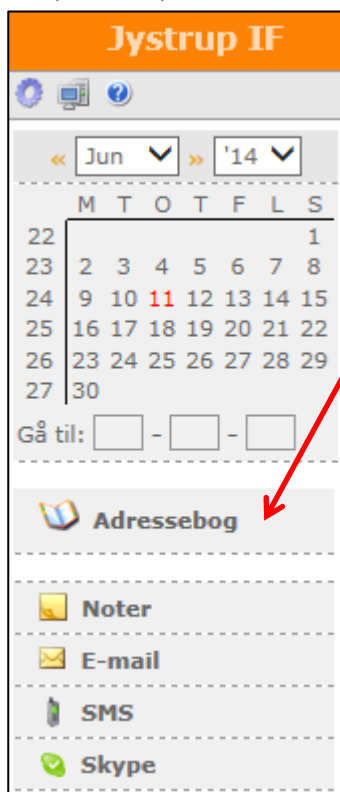 Jystrup IF
« Jun » '14
M T O T F L S
22 1
23 2 3 4 5 6 7 8
24 9 10 11 12 13 14 15
25 16 17 18 19 20 21 22
26 23 24 25 26 27 28 29
27 30
Gå til: - -
Adressebog
Noter
E-mail
SMS
Skype